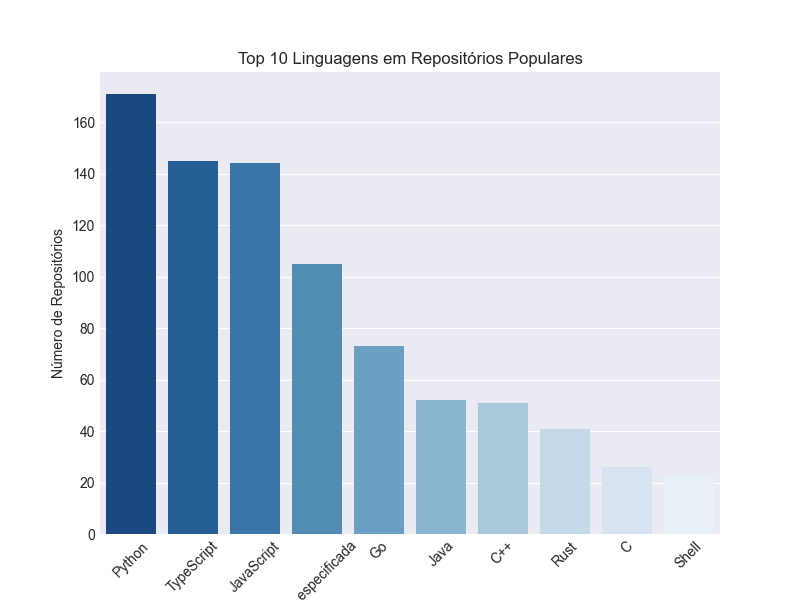 Top 10 Linguagens em Repositórios Populares
Número de Repositórios
160
140
120
100
80
60
40
20
0
Python
TypeScript
JavaScript
especificada
Go
Java
C++
Rust
C
Shell